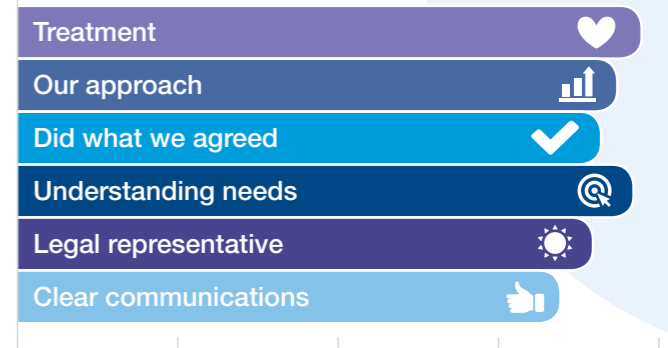 Treatment
Our approach
Did what we agreed
Understanding needs
Legal representative
Clear communications